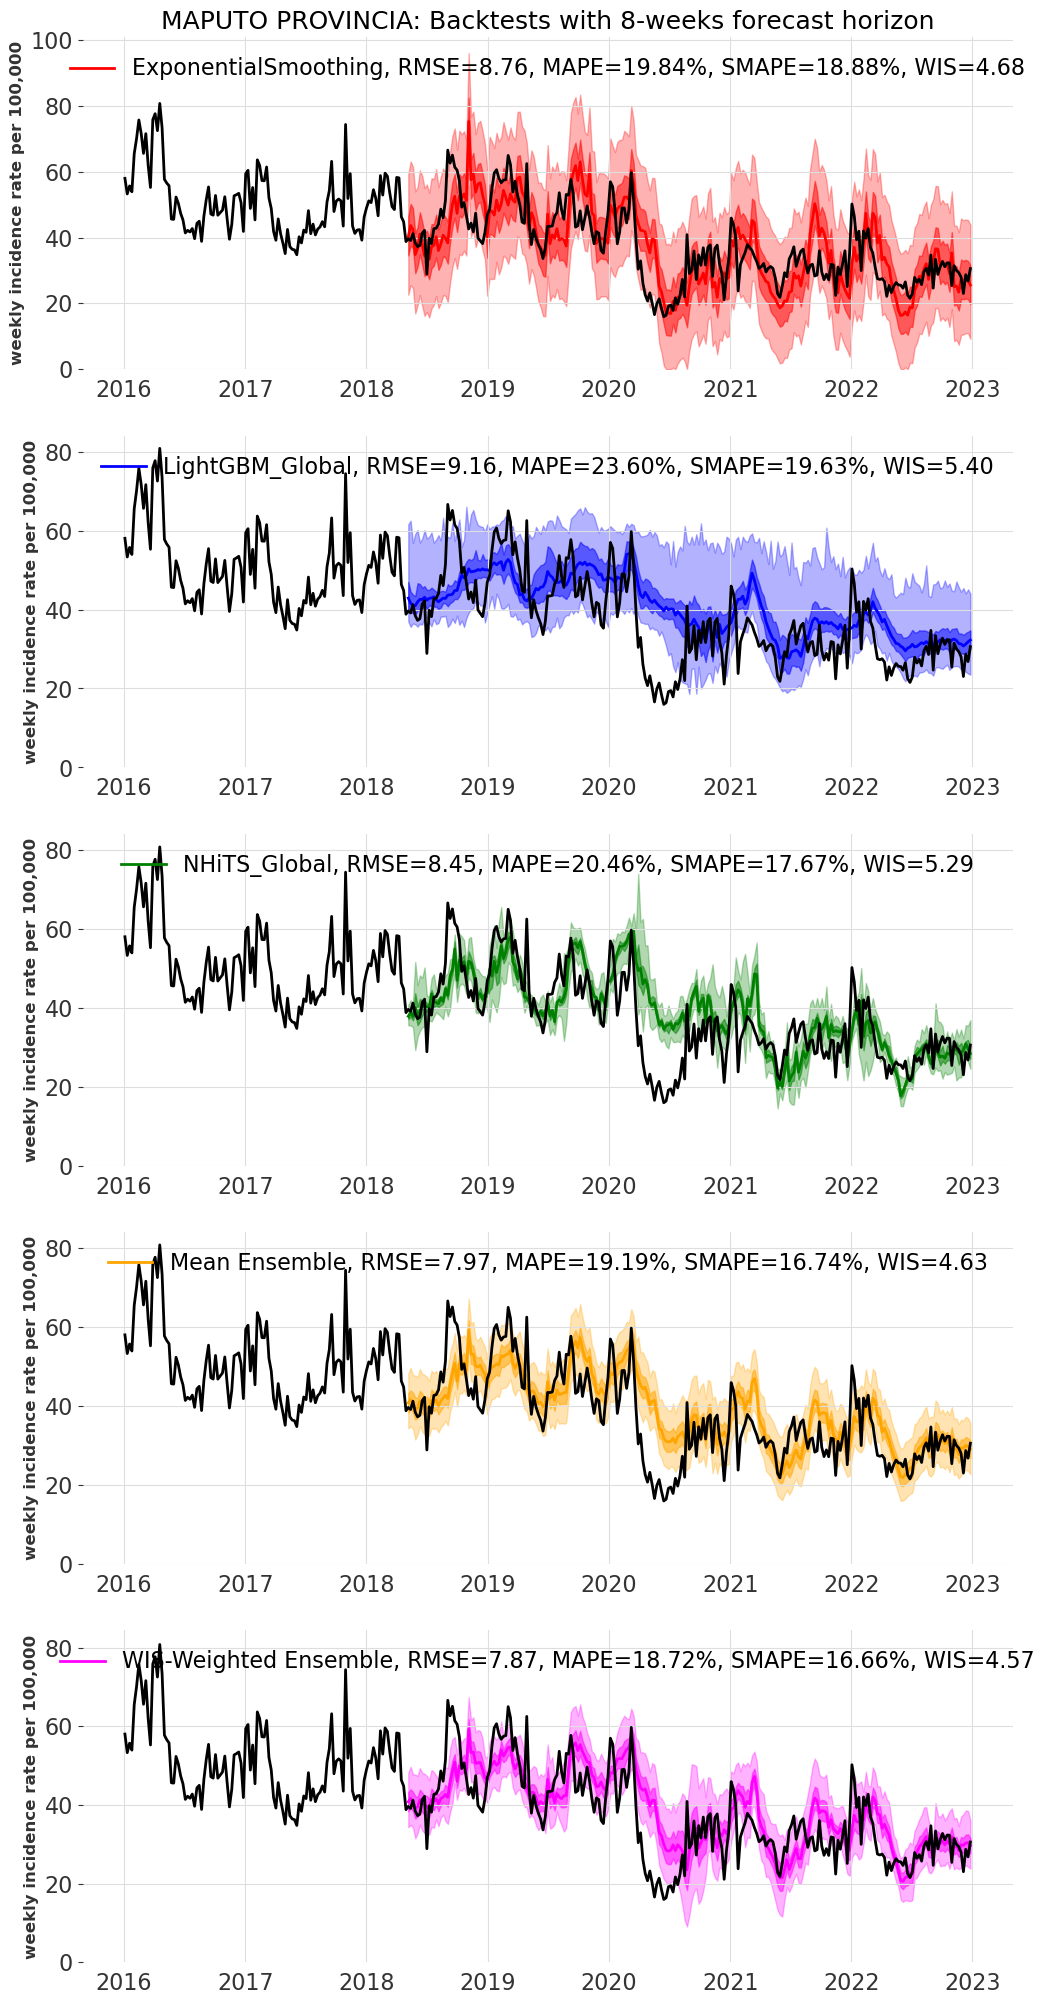 MAPUTO PROVINCIA: Backtests with 8-weeks forecast horizon
weekly incidence rate per 100,000
100
80
60
40
20
0
ExponentialSmoothing, RMSE=8.76, MAPE=19.84%, SMAPE=18.88%, WIS=4.68
2016 2017 2018 2019 2020 2021 2022 2023
weekly incidence rate per 100,000
80
60
40
20
0
LightGBM_Global, RMSE=9.16, MAPE=23.60%, SMAPE=19.63%, WIS=5.40
2016 2017 2018 2019 2020 2021 2022 2023
weekly incidence rate per 100,000
80
60
40
20
0
NHiTS_Global, RMSE=8.45, MAPE=20.46%, SMAPE=17.67%, WIS=5.29
2016 2017 2018 2019 2020 2021 2022 2023
weekly incidence rate per 100,000
80
60
40
20
0
Mean Ensemble, RMSE=7.97, MAPE=19.19%, SMAPE=16.74%, WIS=4.63
2016 2017 2018 2019 2020 2021 2022 2023
weekly incidence rate per 100,000
80
60
40
20
0
WIS-Weighted Ensemble, RMSE=7.87, MAPE=18.72%, SMAPE=16.66%, WIS=4.57
2016 2017 2018 2019 2020 2021 2022 2023